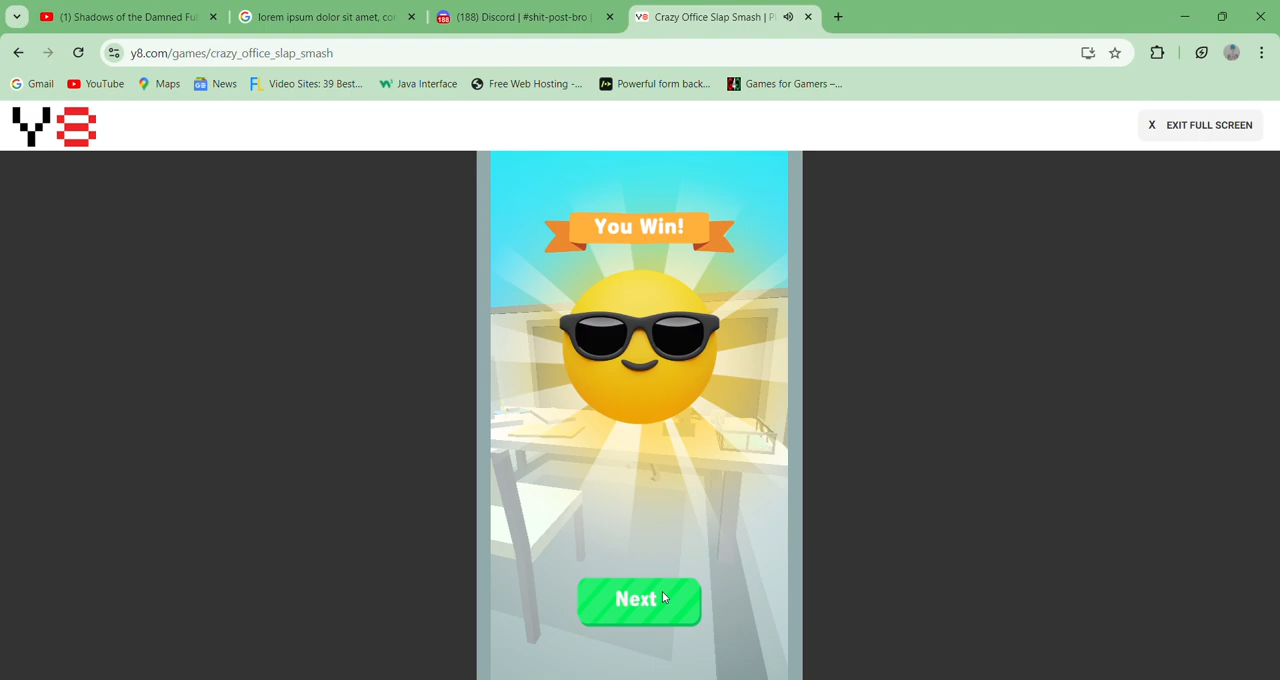 (1) Shadows of the Damned Fu
lorem ipsum dolor sit amet, co
(188) Discord | #shit-post-bro |
Crazy Office Slap Smash | P
y8.com/games/crazy_office_slap_smash
Gmail
YouTube
Maps
News
Video Sites: 39 Best...
Java Interface
Free Web Hosting -...
Powerful form back...
Games for Gamers –...
Y8
X EXIT FULL SCREEN
You Win!
Next